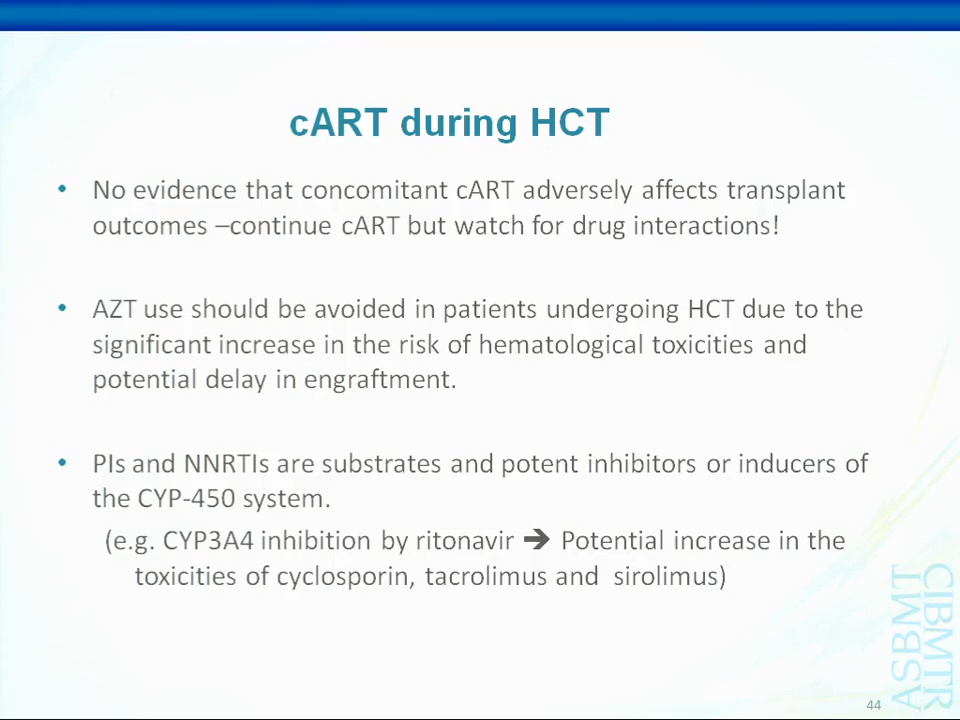 cART during HCT
• No evidence that concomitant cART adversely affects transplant
outcomes –continue cART but watch for drug interactions!
• AZT use should be avoided in patients undergoing HCT due to the
significant increase in the risk of hematological toxicities and
potential delay in engraftment.
• PIs and NNRTIs are substrates and potent inhibitors or inducers of
the CYP-450 system.
(e.g. CYP3A4 inhibition by ritonavir ➔ Potential increase in the
toxicities of cyclosporin, tacrolimus and sirolimus)
ASBMT
CIBMTR
44